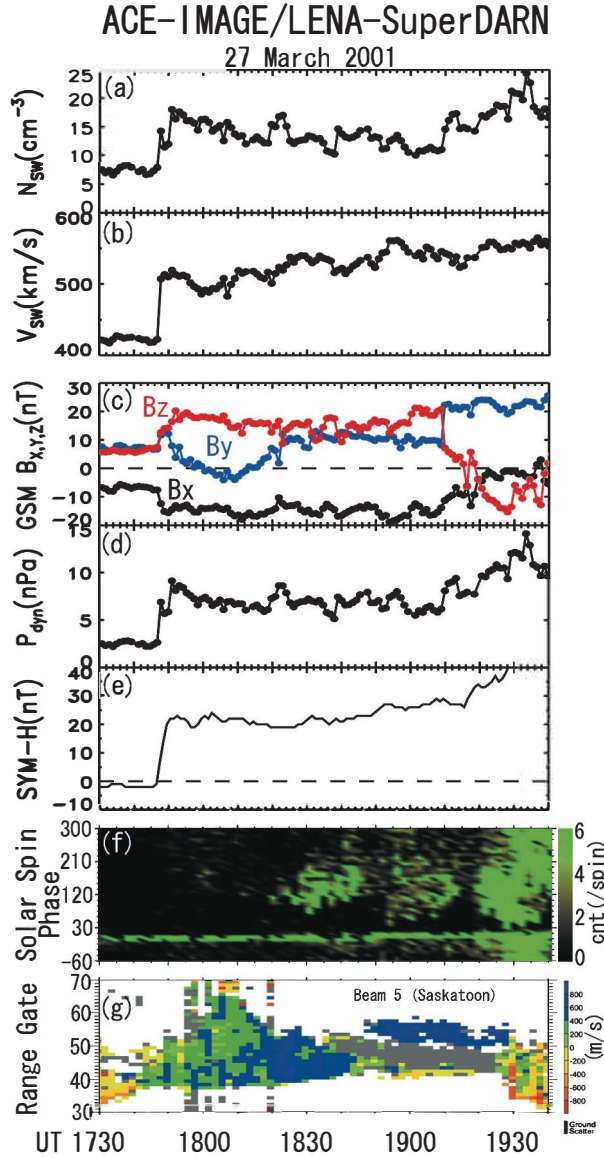 ACE-IMAGE/LENA-SuperDARN
27 March 2001
(a)
N_SW(cm⁻³)
25
20
15
10
5
0
(b)
V_SW(km/s)
600
500
400
(c)
GSM B_X,Y,Z(nT)
30
20
10
0
-10
-20
Bz
By
Bx
(d)
P_dyn(nPa)
15
10
5
0
(e)
SYM-H(nT)
40
30
20
10
0
-10
(f)
Solar Spin
Phase
300
210
120
30
-60
6
4
2
0
cnt(/spin)
(g)
Range Gate
70
60
50
40
30
Beam 5 (Saskatoon)
800
600
400
200
0
-200
-400
-600
-800
(m/s)
Ground
Scatter
UT 1730 1800 1830 1900 1930